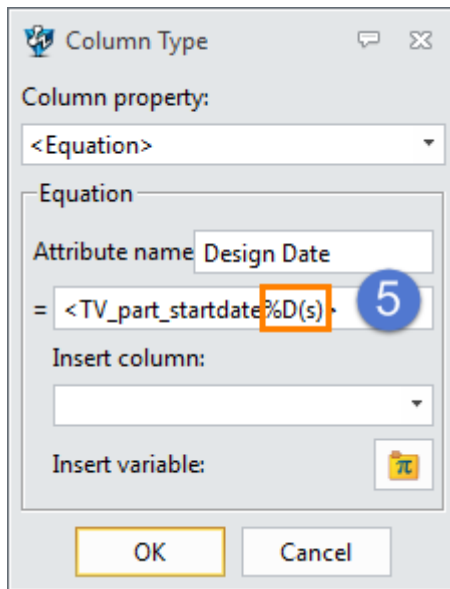 Column Type
Column property:
<Equation>
Equation
Attribute name Design Date
= <TV_part_startdate%D(s)>
5
Insert column:
Insert variable:
π
OK
Cancel